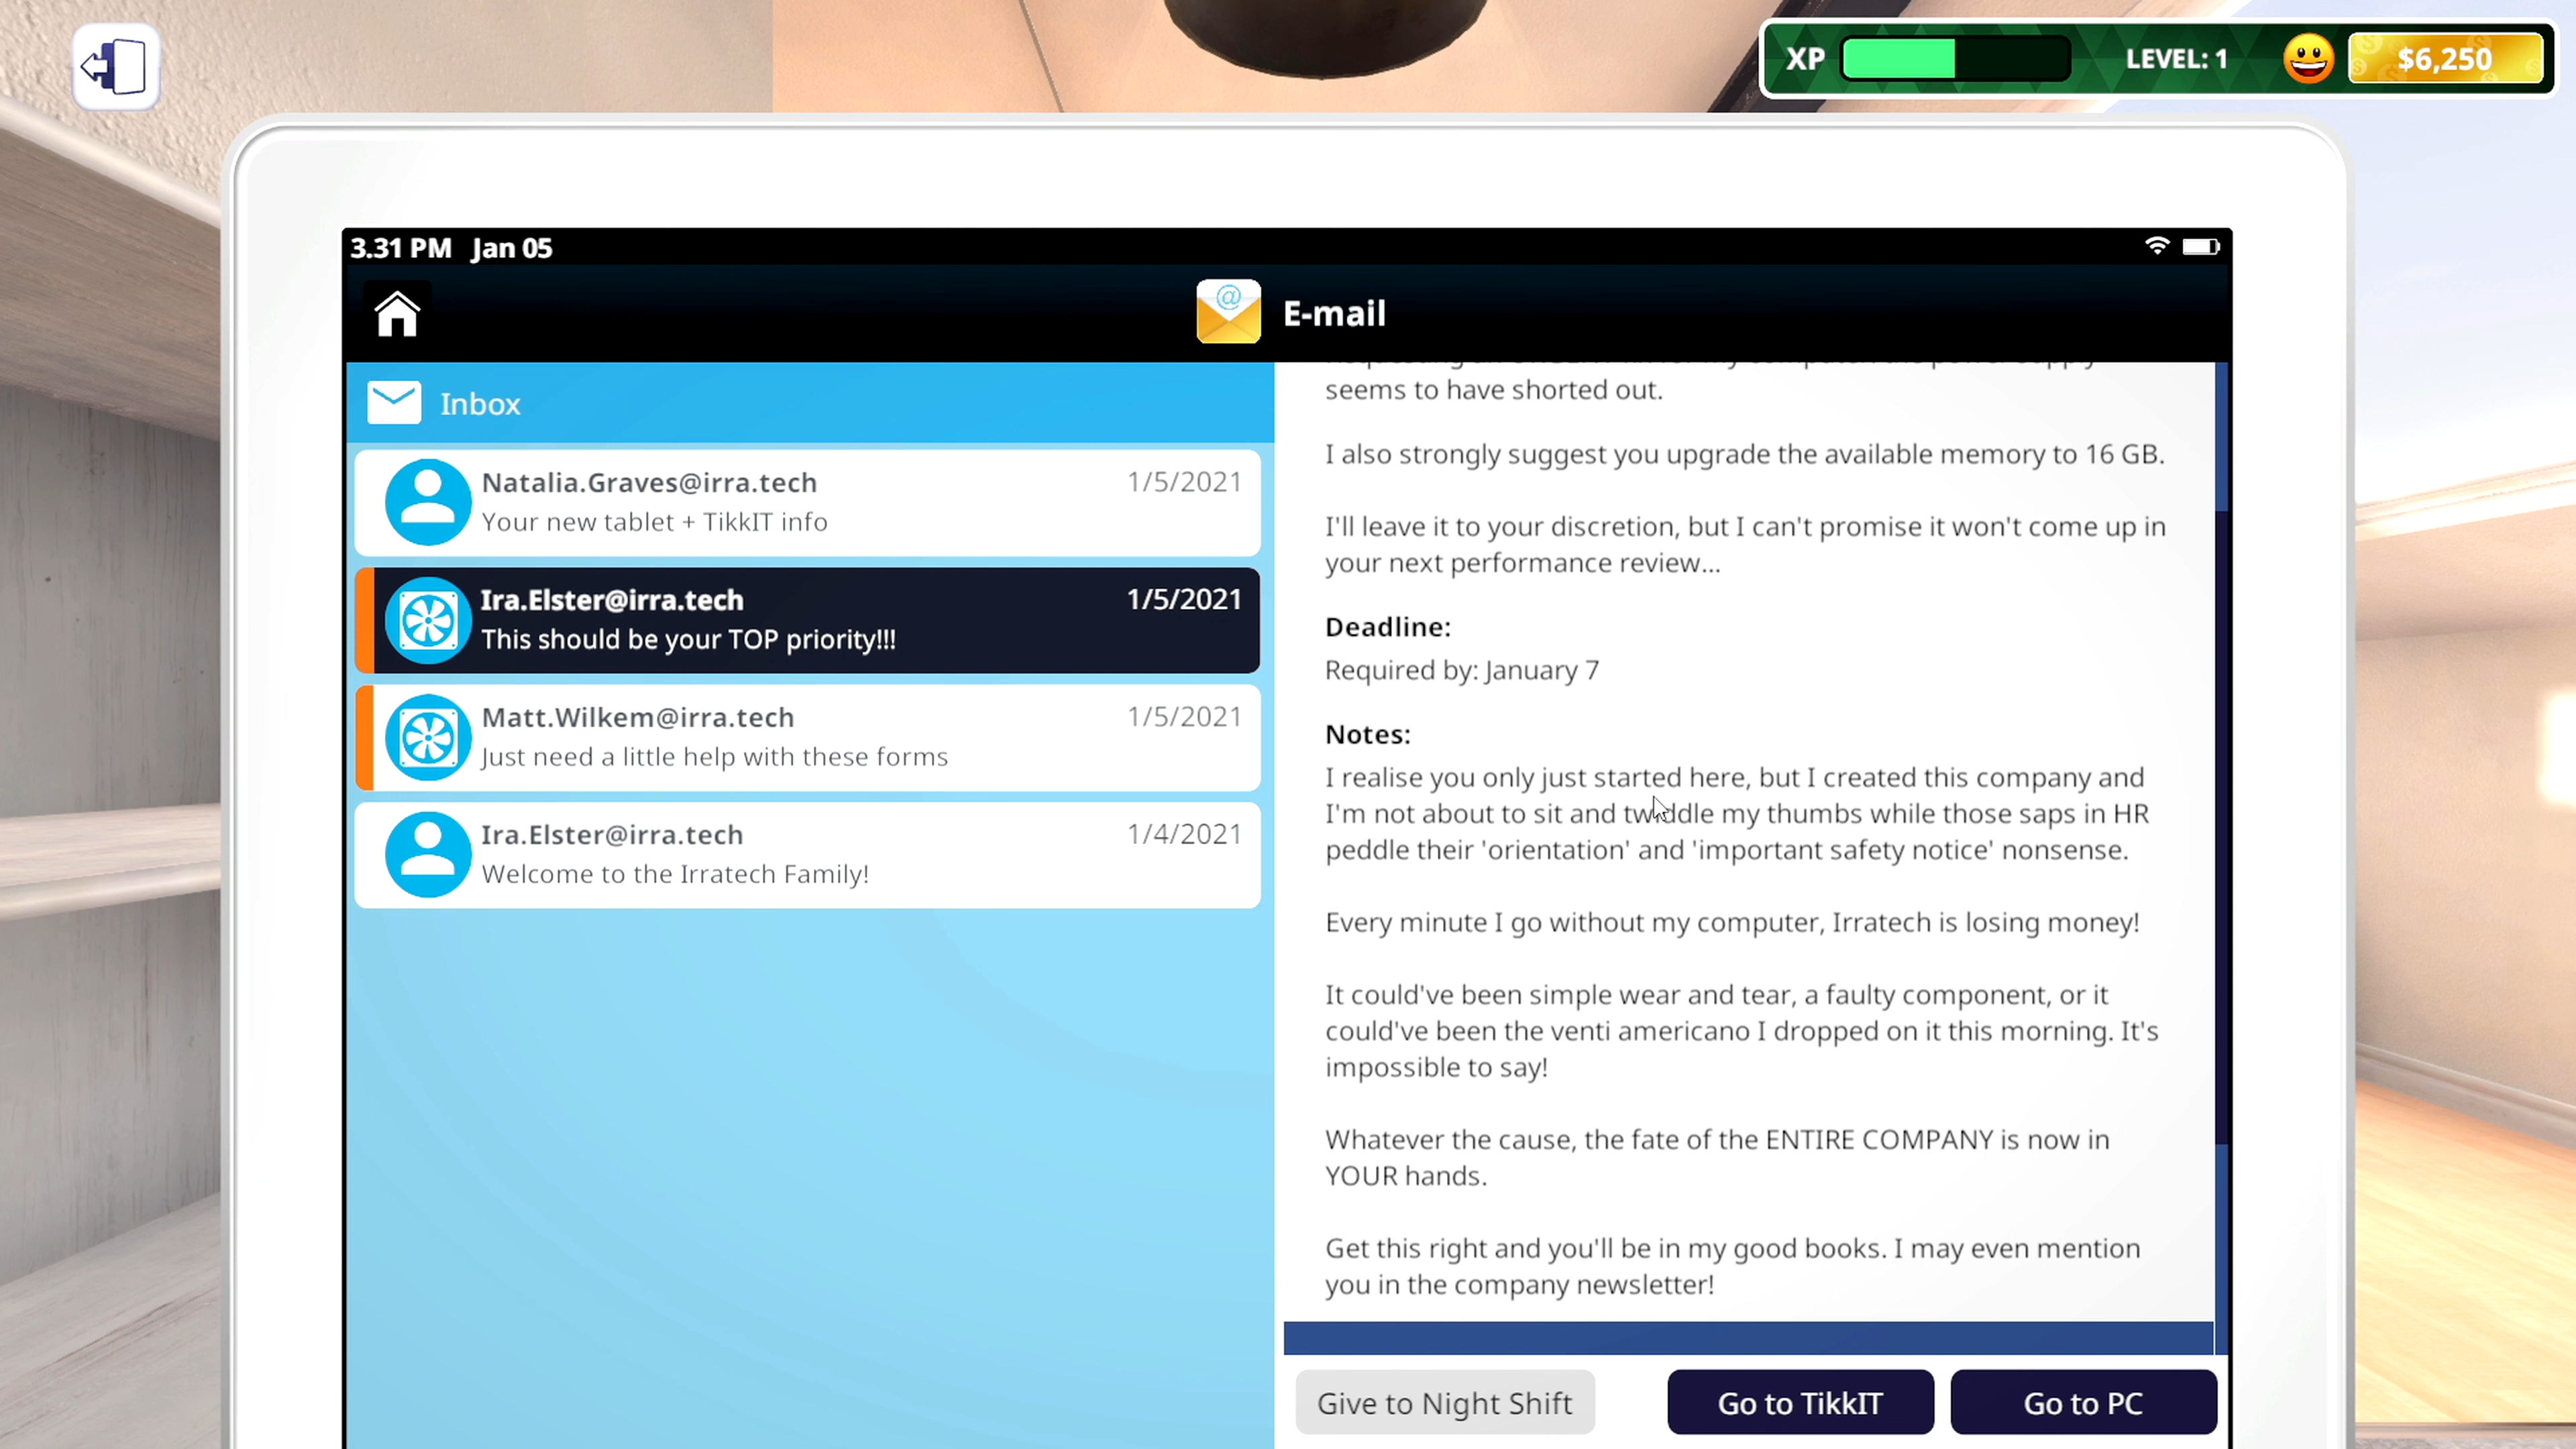 XP
LEVEL: 1
$6,250
3.31 PM Jan 05
E-mail
Inbox
Natalia.Graves@irra.tech 1/5/2021
Your new tablet + TikkIT info
Ira.Elster@irra.tech 1/5/2021
This should be your TOP priority!!!
Matt.Wilkem@irra.tech 1/5/2021
Just need a little help with these forms
Ira.Elster@irra.tech 1/4/2021
Welcome to the Irratech Family!
seems to have shorted out.
I also strongly suggest you upgrade the available memory to 16 GB.
I'll leave it to your discretion, but I can't promise it won't come up in
your next performance review...
Deadline:
Required by: January 7
Notes:
I realise you only just started here, but I created this company and
I'm not about to sit and twiddle my thumbs while those saps in HR
peddle their 'orientation' and 'important safety notice' nonsense.
Every minute I go without my computer, Irratech is losing money!
It could've been simple wear and tear, a faulty component, or it
could've been the venti americano I dropped on it this morning. It's
impossible to say!
Whatever the cause, the fate of the ENTIRE COMPANY is now in
YOUR hands.
Get this right and you'll be in my good books. I may even mention
you in the company newsletter!
Give to Night Shift
Go to TikkIT
Go to PC